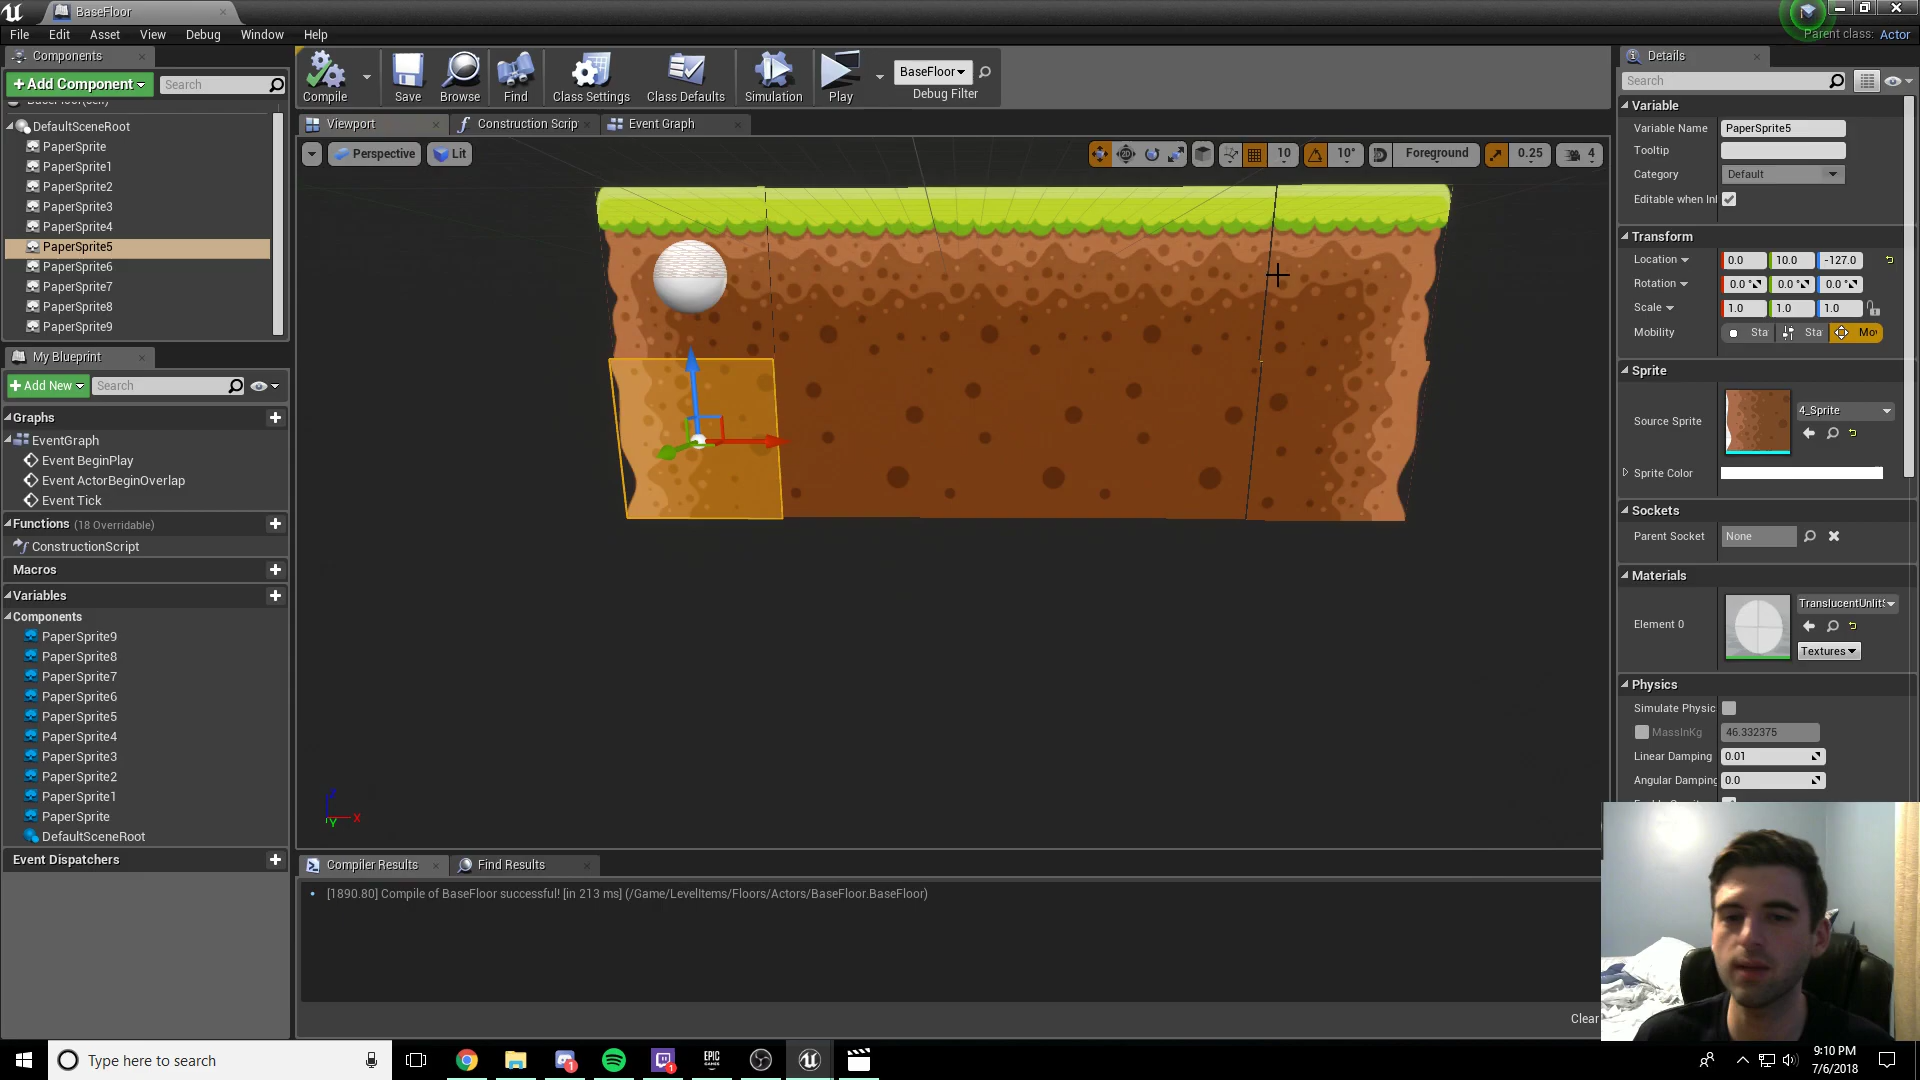 BaseFloor
File Edit Asset View Debug Window Help
Parent class: Actor
Components
+ Add Component Search
DefaultSceneRoot
PaperSprite
PaperSprite1
PaperSprite2
PaperSprite3
PaperSprite4
PaperSprite5
PaperSprite6
PaperSprite7
PaperSprite8
PaperSprite9
My Blueprint
+ Add New Search
Graphs
EventGraph
Event BeginPlay
Event ActorBeginOverlap
Event Tick
Functions (18 Overridable)
ConstructionScript
Macros
Variables
Components
PaperSprite9
PaperSprite8
PaperSprite7
PaperSprite6
PaperSprite5
PaperSprite4
PaperSprite3
PaperSprite2
PaperSprite1
PaperSprite
DefaultSceneRoot
Event Dispatchers
Compile Save Browse Find Class Settings Class Defaults Simulation Play
BaseFloor
Debug Filter
Viewport Construction Scrip Event Graph
Perspective Lit 10 10° Foreground 0.25 4
Z
X
Y
Compiler Results Find Results
[1890.80] Compile of BaseFloor successful! [in 213 ms] (/Game/LevelItems/Floors/Actors/BaseFloor.BaseFloor)
Clear
Details
Search
Variable
Variable Name PaperSprite5
Tooltip
Category Default
Editable when Inl
Transform
Location 0.0 10.0 -127.0
Rotation 0.0 ° 0.0 ° 0.0 °
Scale 1.0 1.0 1.0
Mobility Sta Sta Mov
Sprite
Source Sprite 4_Sprite
Sprite Color
Sockets
Parent Socket None
Materials
Element 0 TranslucentUnlitS
Textures
Physics
Simulate Physic
MassInKg 46.332375
Linear Damping 0.01
Angular Damping 0.0
Type here to search
EPIC
GAMES
1
1
9:10 PM
7/6/2018